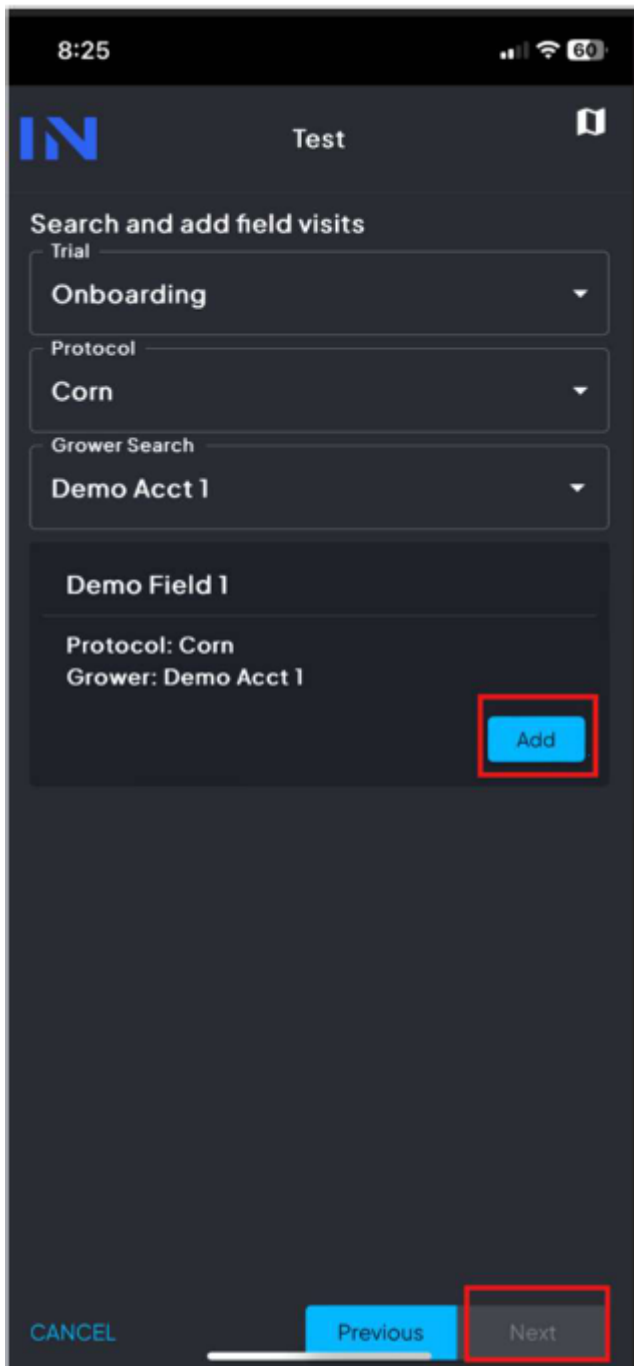 8:25
60
IN
Test
Search and add field visits
Trial
Onboarding
Protocol
Corn
Grower Search
Demo Acct 1
Demo Field 1
Protocol: Corn
Grower: Demo Acct 1
Add
CANCEL
Previous
Next